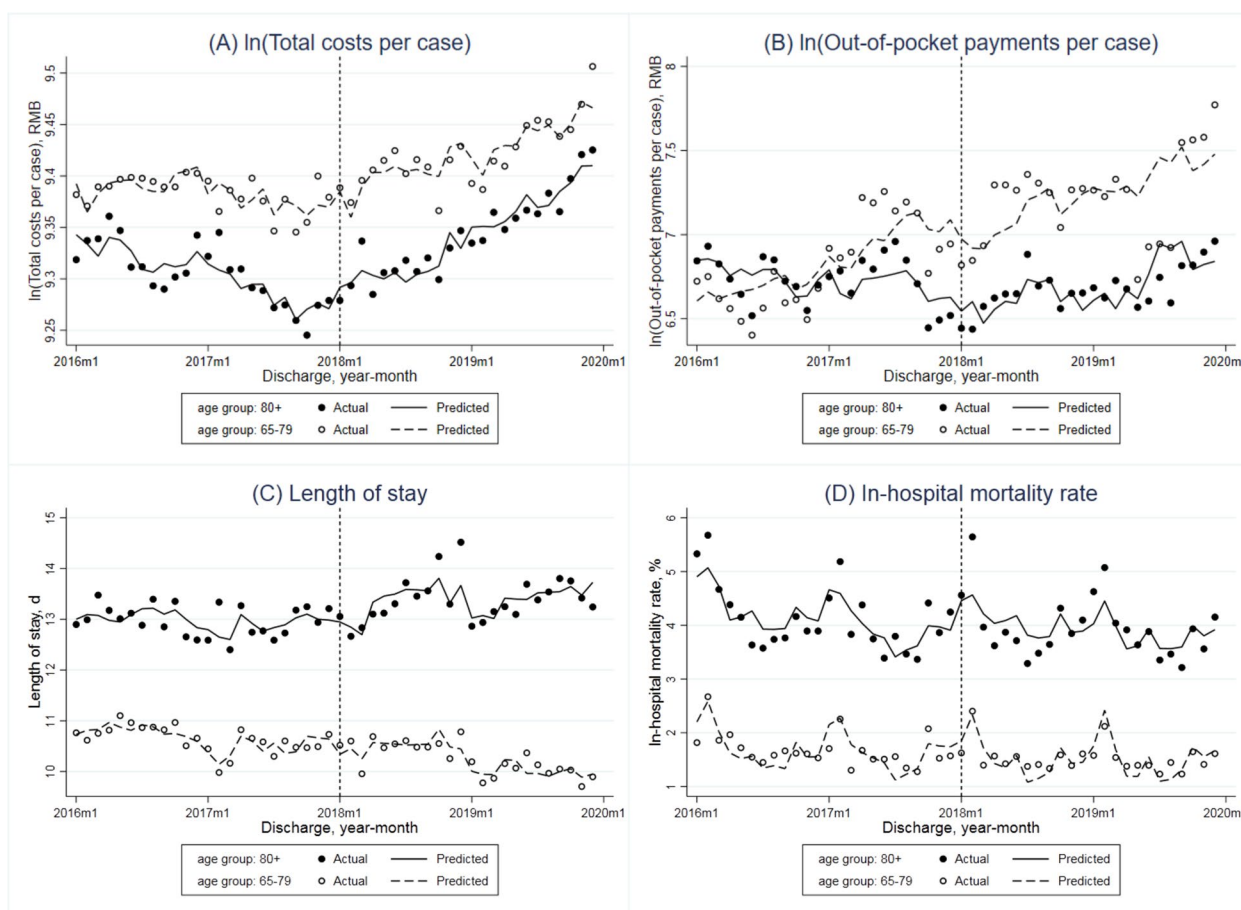 (A) ln(Total costs per case)
ln(Total costs per case), RMB
9.5
9.45
9.4
9.35
9.3
9.25
2016m1 2017m1 2018m1 2019m1 2020m1
Discharge, year-month
age group: 80+ Actual Predicted
age group: 65-79 Actual Predicted
(B) ln(Out-of-pocket payments per case)
ln(Out-of-pocket payments per case), RMB
8
7.5
7
6.5
2016m1 2017m1 2018m1 2019m1 2020m
Discharge, year-month
age group: 80+ Actual Predicted
age group: 65-79 Actual Predicted
(C) Length of stay
Length of stay, d
15
14
13
12
11
10
2016m1 2017m1 2018m1 2019m1 2020m1
Discharge, year-month
age group: 80+ Actual Predicted
age group: 65-79 Actual Predicted
(D) In-hospital mortality rate
In-hospital mortality rate, %
6
5
4
3
2
1
2016m1 2017m1 2018m1 2019m1 2020m
Discharge, year-month
age group: 80+ Actual Predicted
age group: 65-79 Actual Predicted